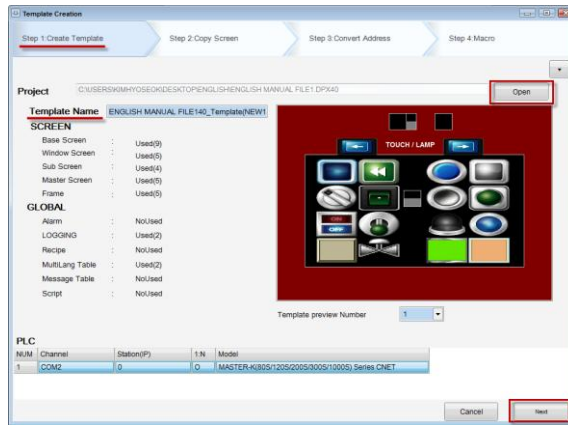 Template Creation
Step 1:Create Template
Step 2:Copy Screen
Step 3:Convert Address
Step 4:Macro
Project
C:\USERS\KIMHYOSEOK\DESKTOP\ENGLISH\ENGLISH MANUAL FILE1.DPX40
Open
Template Name
ENGLISH MANUAL FILE140_Template(NEW1
SCREEN
Base Screen : Used(9)
Window Screen : Used(5)
Sub Screen : Used(4)
Master Screen : Used(5)
Frame : Used(5)
GLOBAL
Alarm : NoUsed
LOGGING : Used(2)
Recipe : NoUsed
MultiLang Table : Used(2)
Message Table : NoUsed
Script : NoUsed
TOUCH / LAMP
ON
OFF
Template preview Number
1
PLC
NUM Channel Station(IP) 1:N Model
1 COM2 0 O MASTER-K(80S/120S/200S/300S/1000S) Series CNET
Cancel
Next